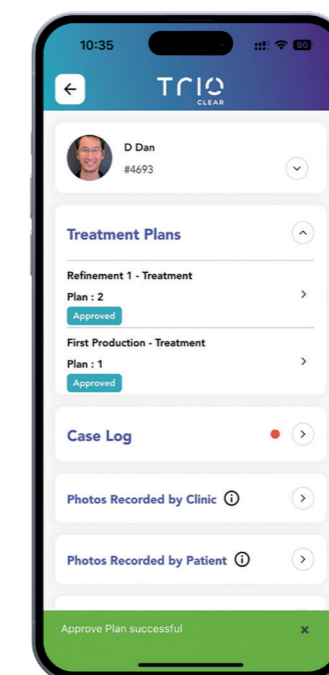 10:35
90
TRIO
CLEAR
D Dan
#4693
Treatment Plans
Refinement 1 - Treatment
Plan : 2
Approved
First Production - Treatment
Plan : 1
Approved
Case Log
Photos Recorded by Clinic
Photos Recorded by Patient
Approve Plan successful